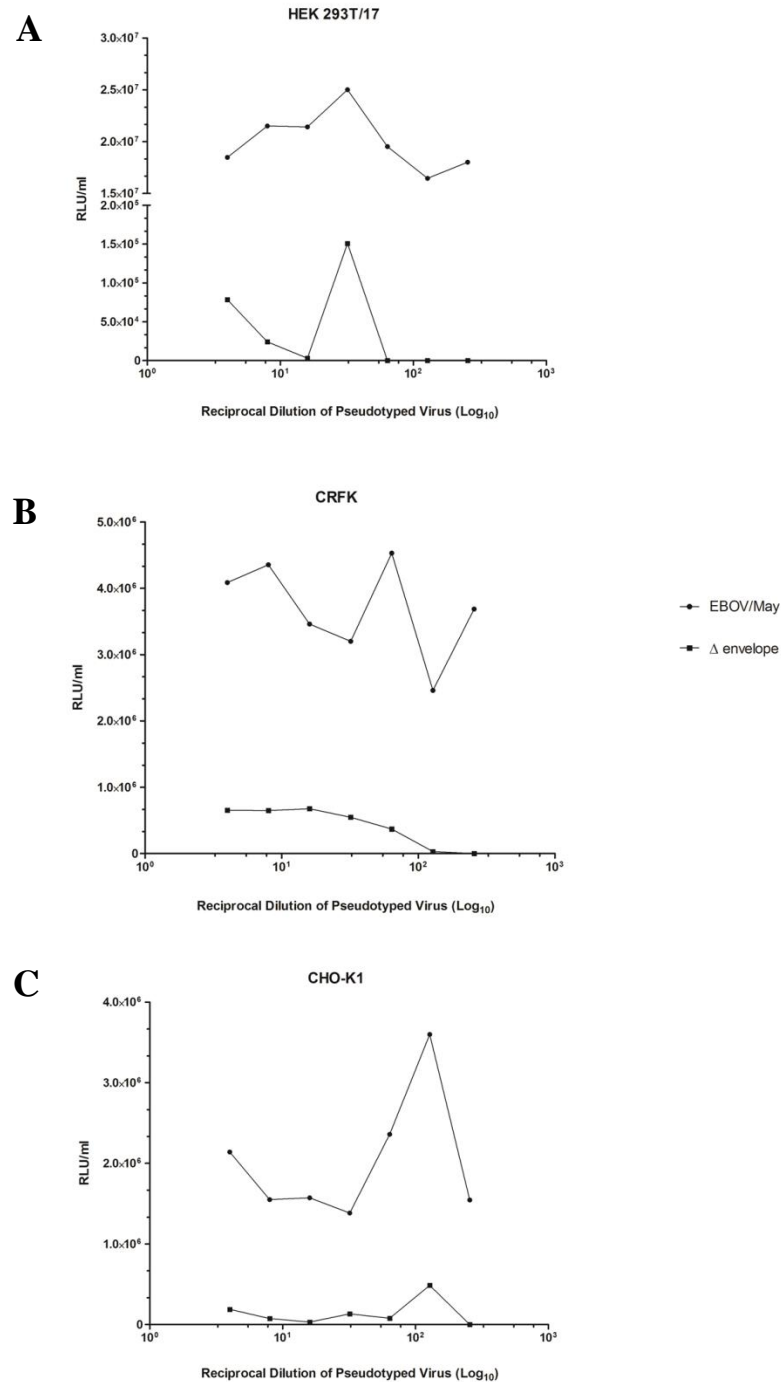 A
HEK 293T/17
3.0×10⁷
2.5×10⁷
2.0×10⁷
1.5×10⁷
2.0×10⁵
1.5×10⁵
1.0×10⁵
5.0×10⁴
0
RLU/ml
10⁰ 10¹ 10² 10³
Reciprocal Dilution of Pseudotyped Virus (Log₁₀)
B
CRFK
5.0×10⁶
4.0×10⁶
3.0×10⁶
2.0×10⁶
1.0×10⁶
0
RLU/ml
10⁰ 10¹ 10² 10³
Reciprocal Dilution of Pseudotyped Virus (Log₁₀)
EBOV/May
Δ envelope
C
CHO-K1
4.0×10⁶
3.0×10⁶
2.0×10⁶
1.0×10⁶
0
RLU/ml
10⁰ 10¹ 10² 10³
Reciprocal Dilution of Pseudotyped Virus (Log₁₀)